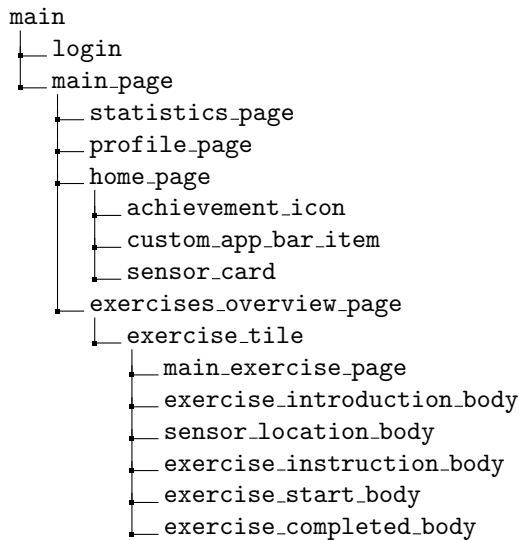 main
login
main_page
statistics_page
profile_page
home_page
achievement_icon
custom_app_bar_item
sensor_card
exercises_overview_page
exercise_tile
main_exercise_page
exercise_introduction_body
sensor_location_body
exercise_instruction_body
exercise_start_body
exercise_completed_body